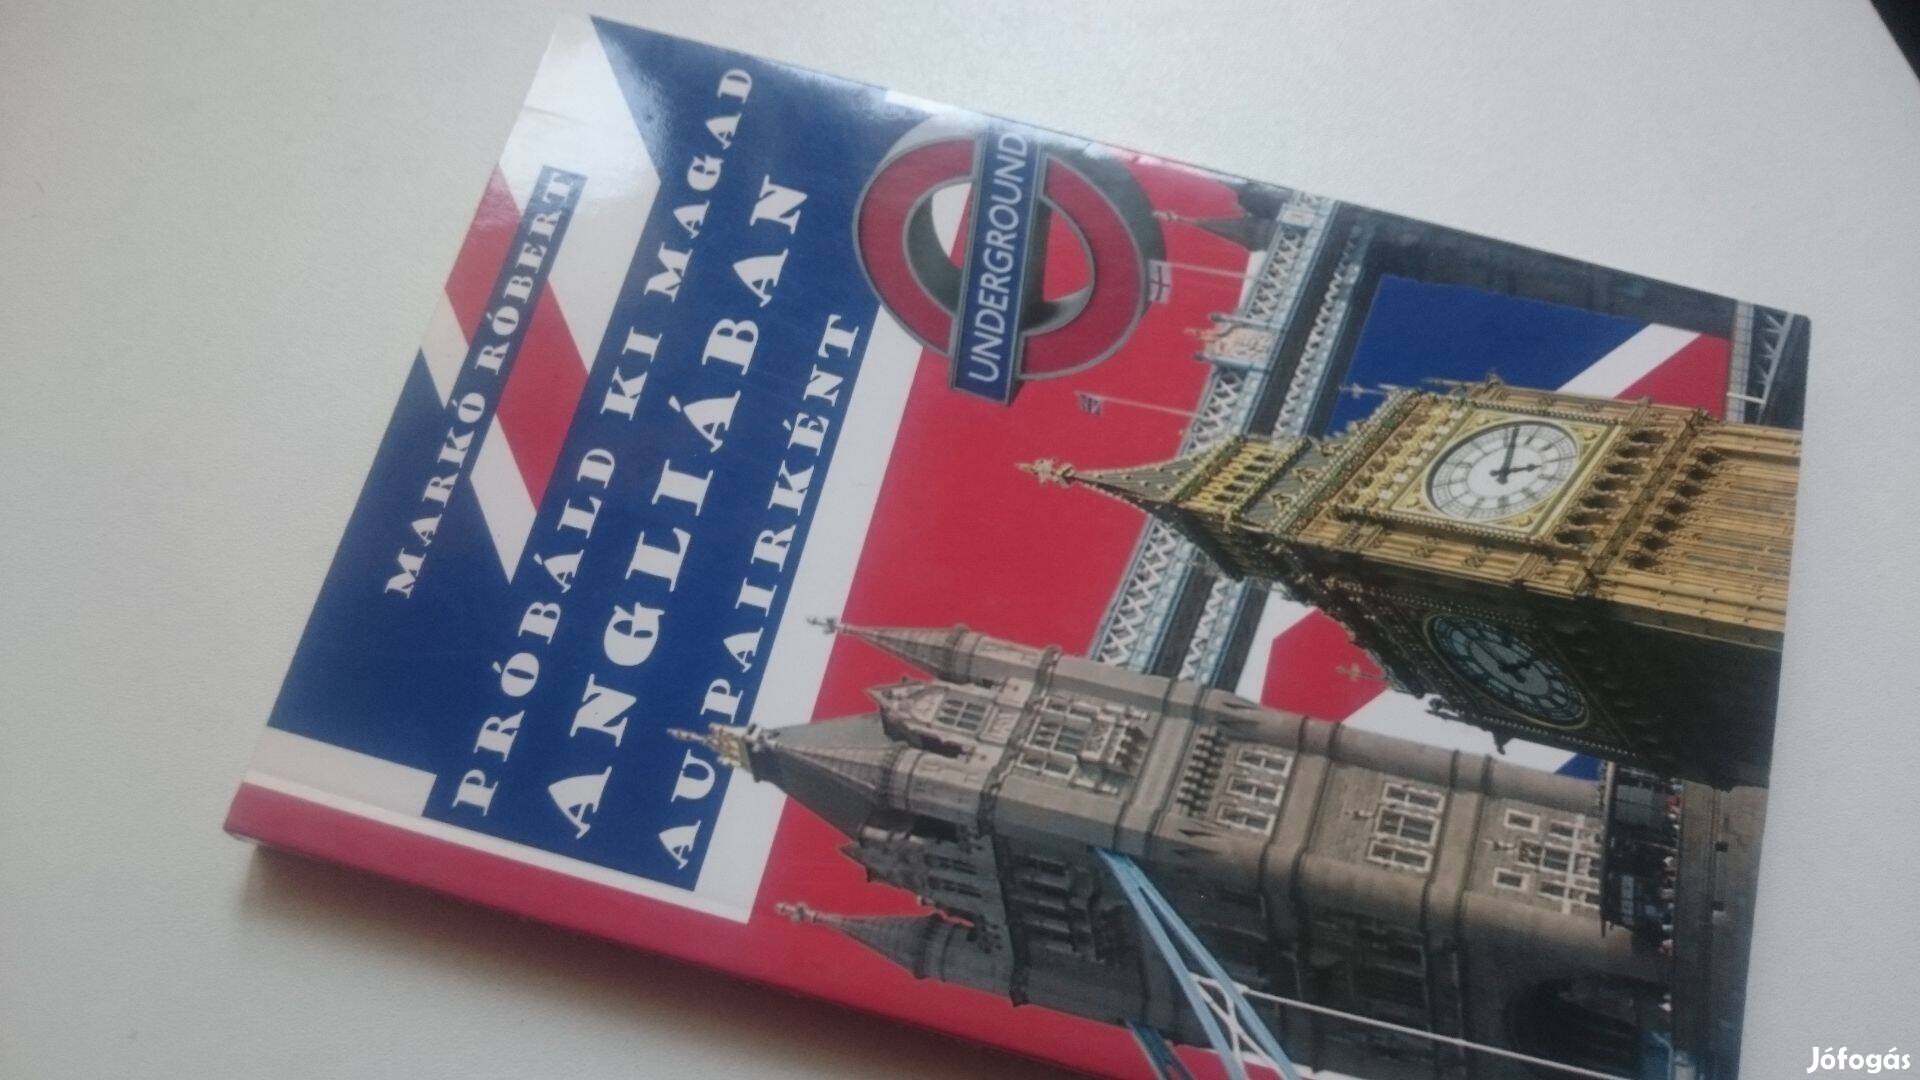 MARKÓ RÓBERT
PRÓBÁLD KI MAGAD
ANGLIÁBAN
AUPAIRKÉNT
UNDERGROUND
Jófogás